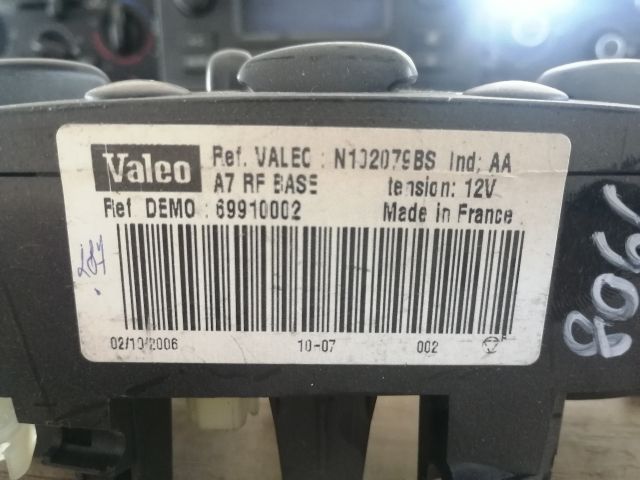 Valeo Ref. VALEO : N102079BS Ind: AA
A7 RF BASE tension: 12V
Ref DEMO : 69910002 Made in France
02/10/2006 10-07 002